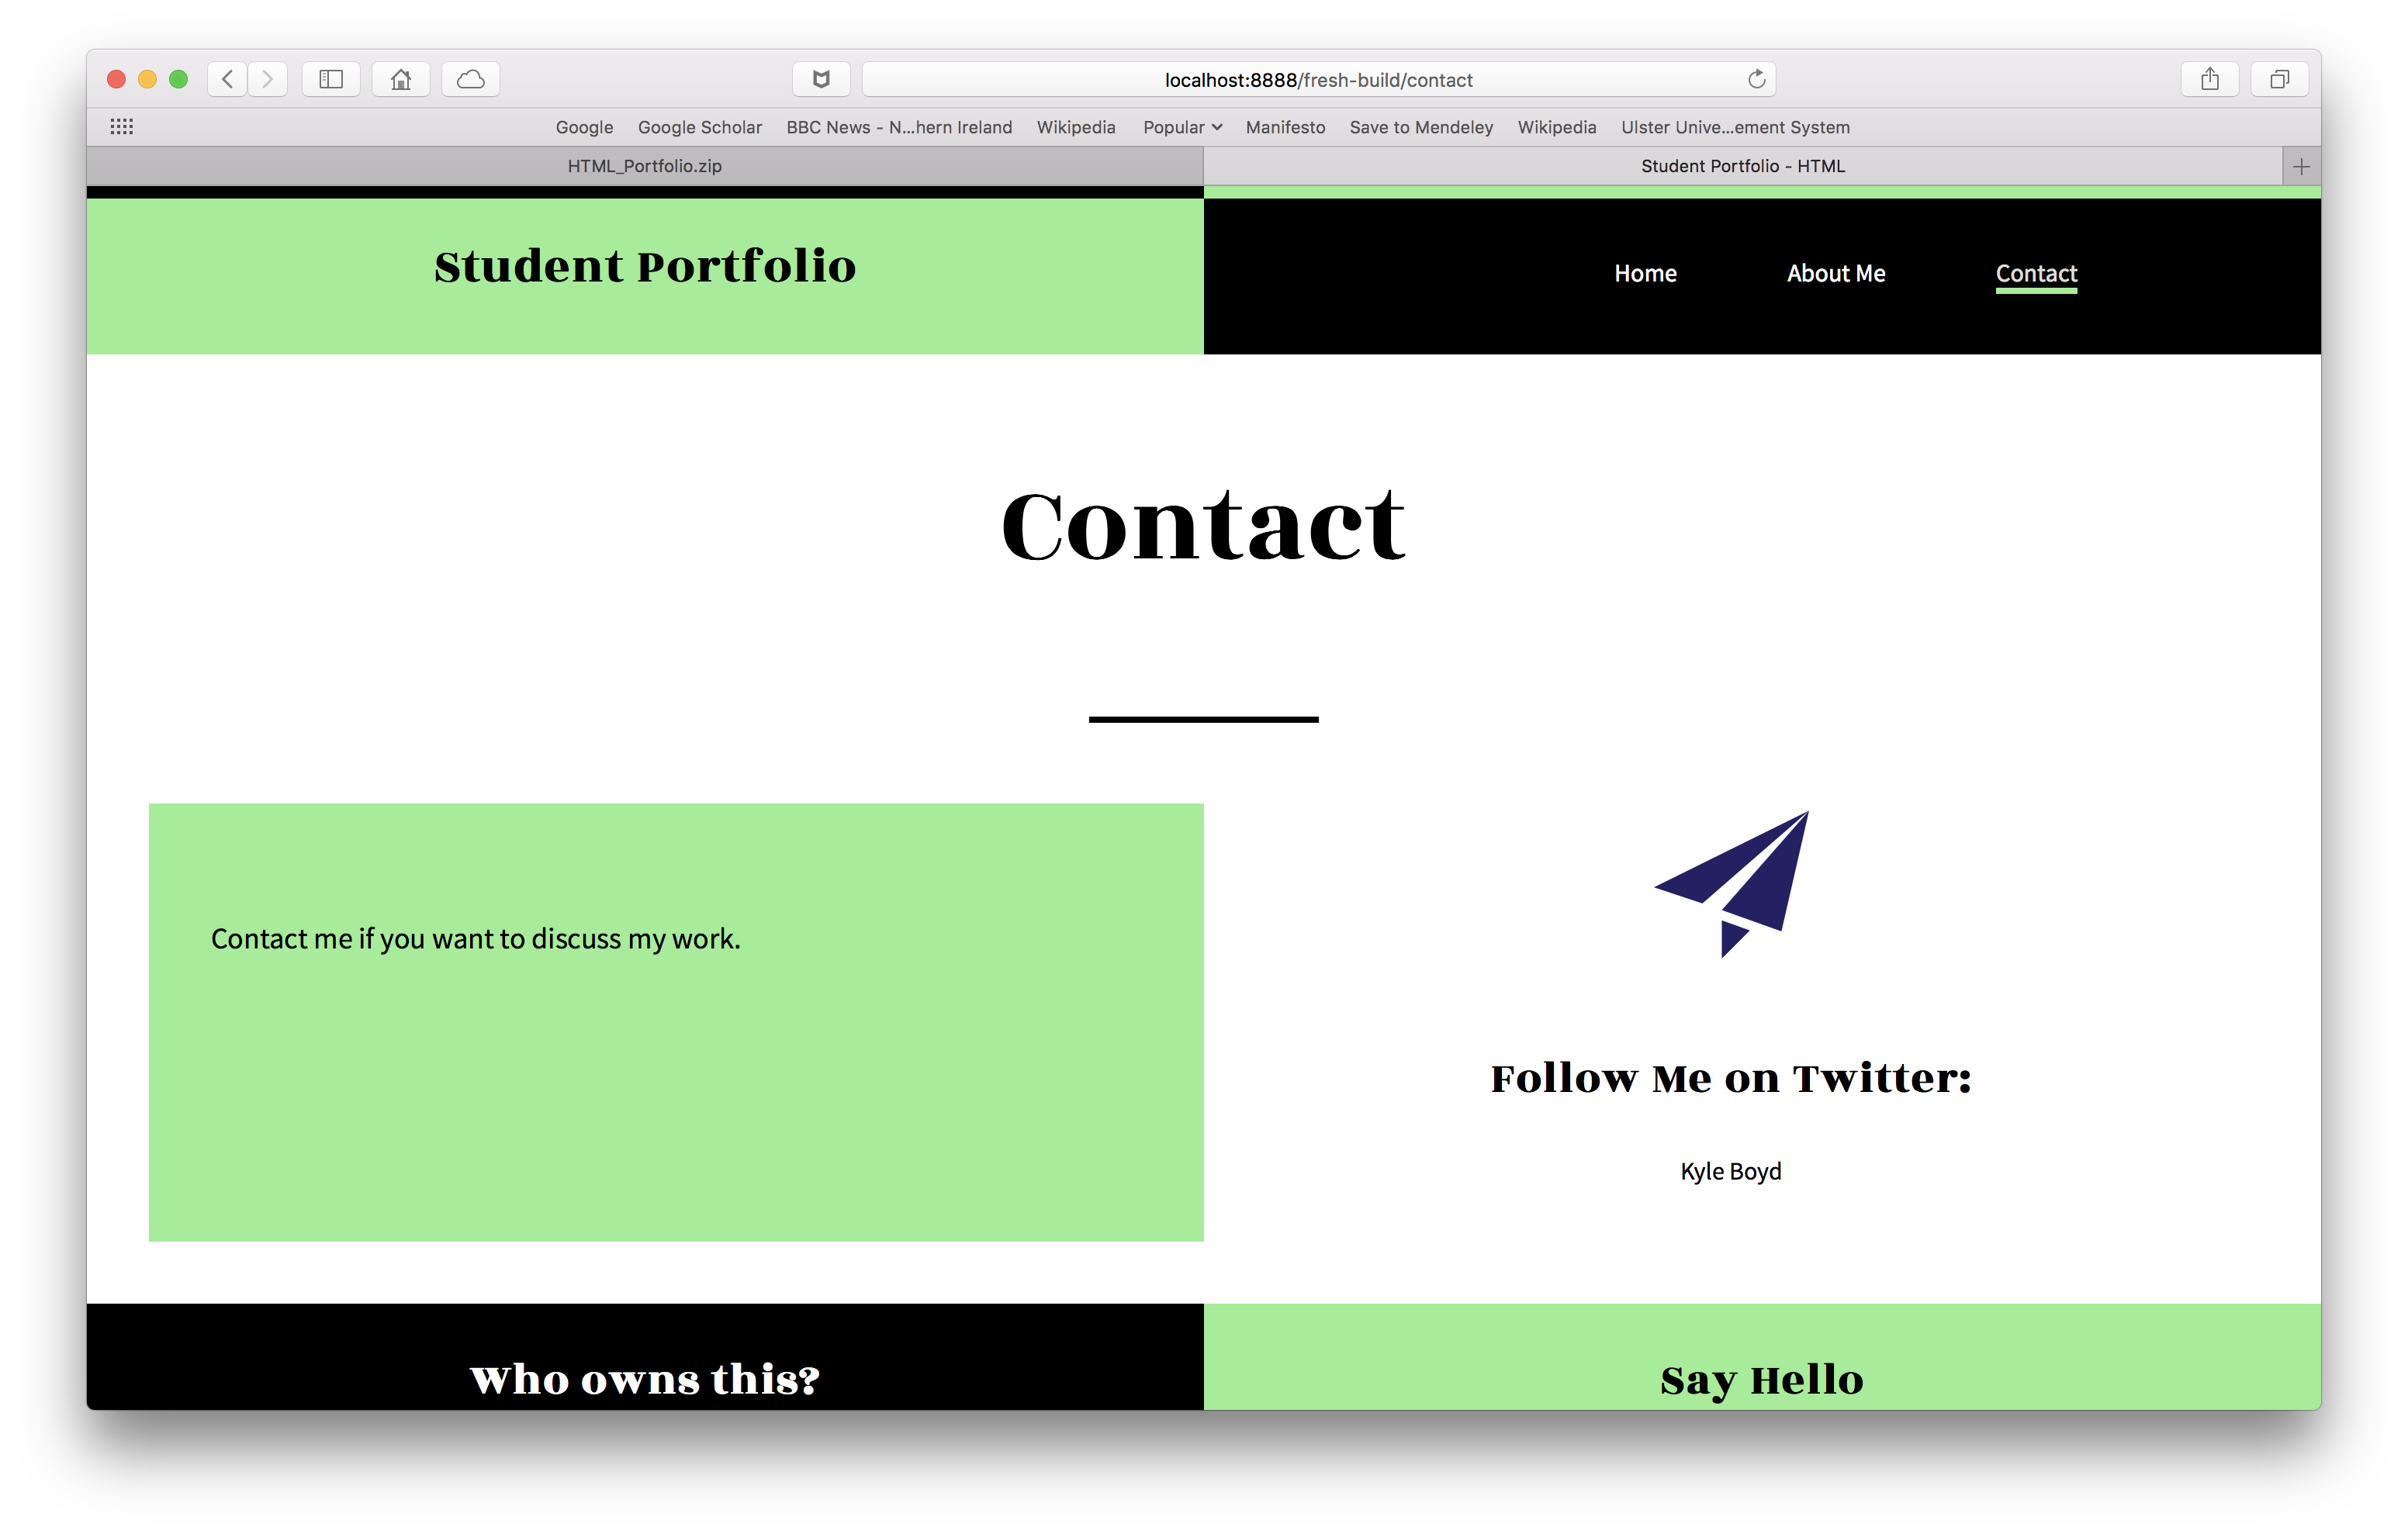 localhost:8888/fresh-build/contact
Google Google Scholar BBC News - N...hern Ireland Wikipedia Popular Manifesto Save to Mendeley Wikipedia Ulster Unive...ement System
HTML_Portfolio.zip Student Portfolio - HTML
Student Portfolio
Home About Me Contact
Contact
Contact me if you want to discuss my work.
Follow Me on Twitter:
Kyle Boyd
Who owns this?
Say Hello